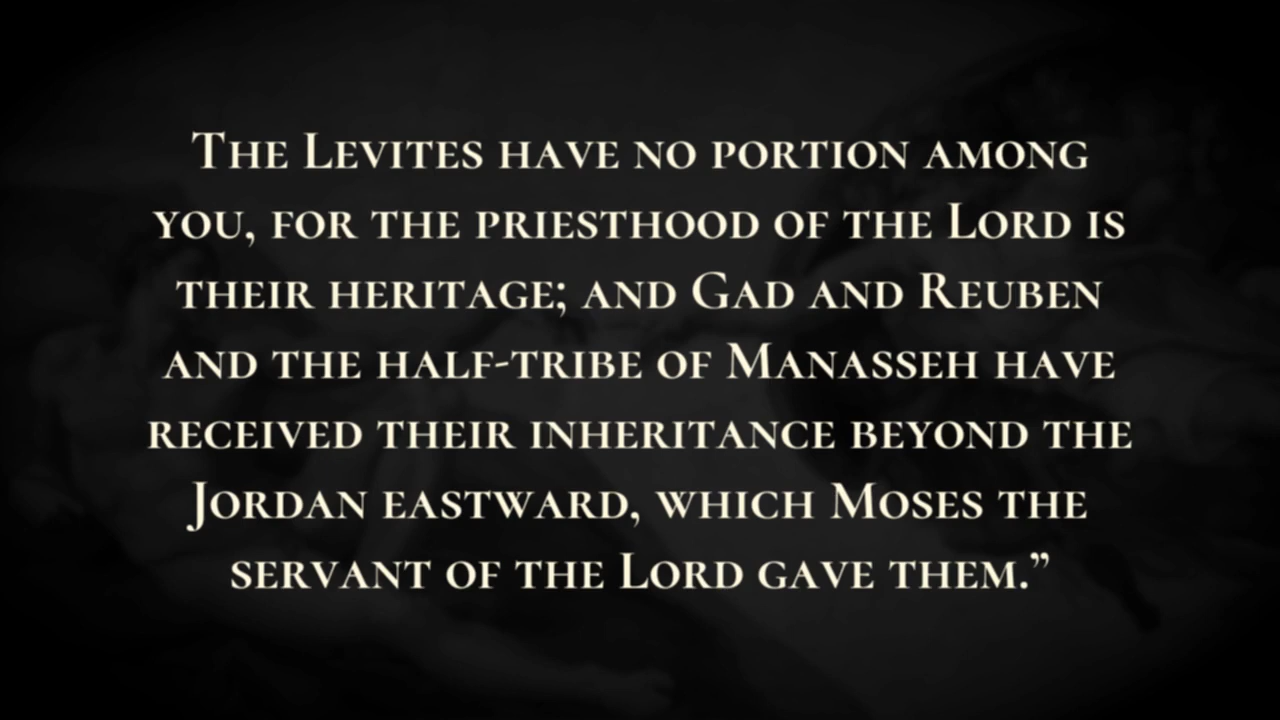 The Levites have no portion among
you, for the priesthood of the Lord is
their heritage; and Gad and Reuben
and the half-tribe of Manasseh have
received their inheritance beyond the
Jordan eastward, which Moses the
servant of the Lord gave them.”